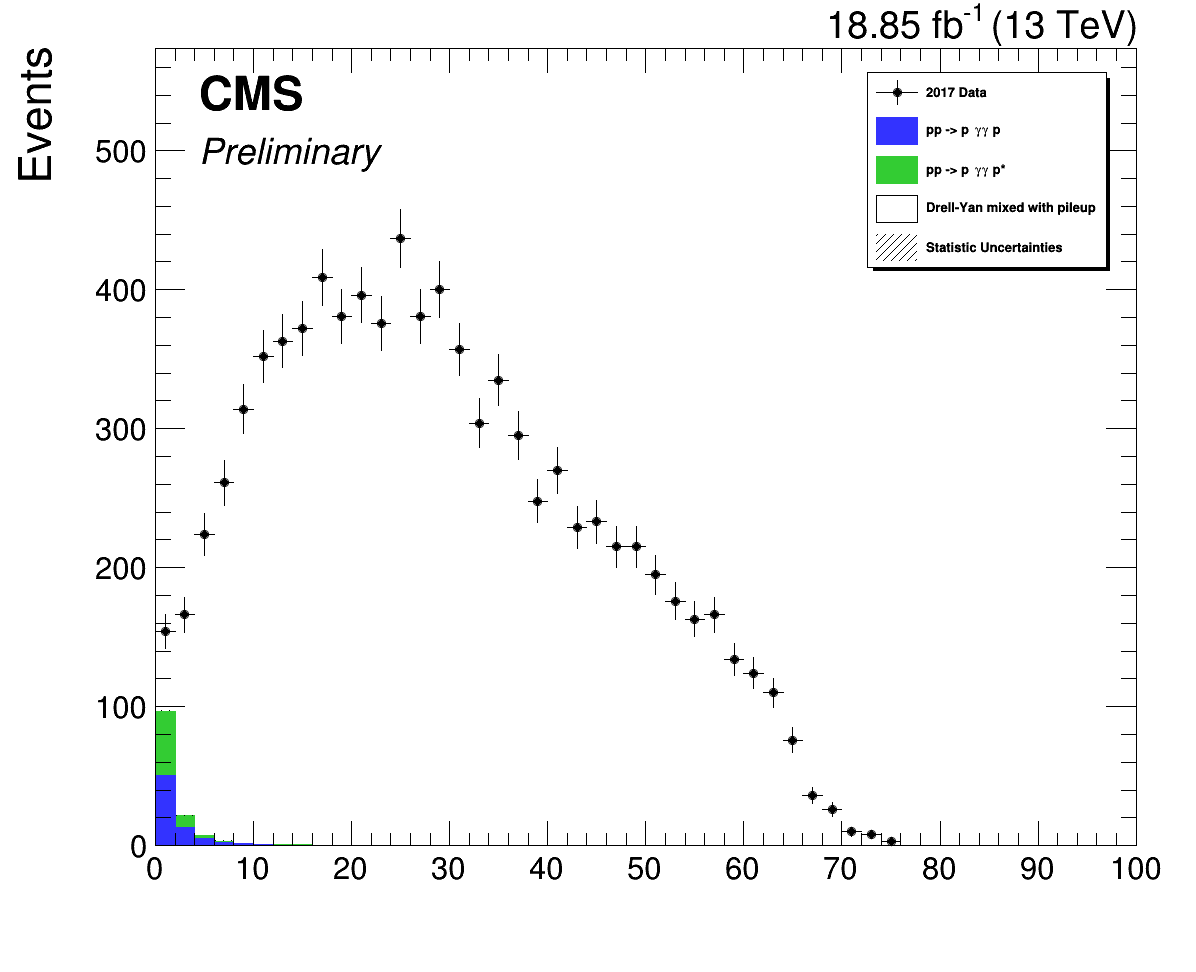 18.85 fb⁻¹ (13 TeV)
Events
CMS
Preliminary
2017 Data
pp -> p γγ p
pp -> p γγ p*
Drell-Yan mixed with pileup
Statistic Uncertainties
500
400
300
200
100
0
0 10 20 30 40 50 60 70 80 90 100